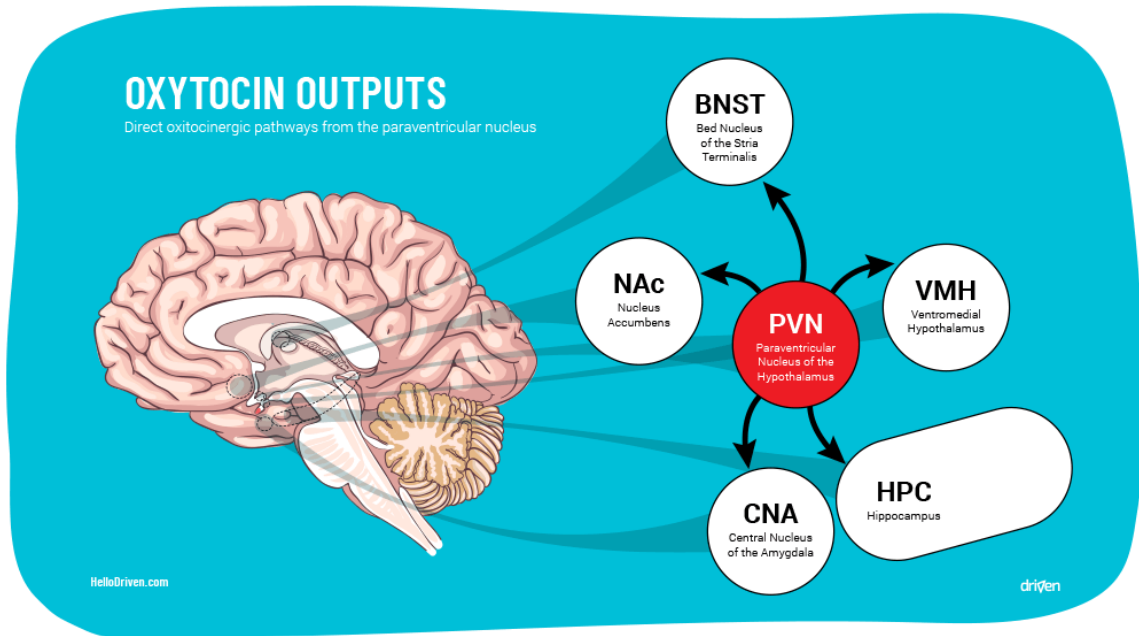 OXYTOCIN OUTPUTS
Direct oxitocinergic pathways from the paraventricular nucleus
BNST
Bed Nucleus
of the Stria
Terminalis
NAc
Nucleus
Accumbens
VMH
Ventromedial
Hypothalamus
PVN
Paraventricular
Nucleus of the
Hypothalamus
CNA
Central Nucleus
of the Amygdala
HPC
Hippocampus
HelloDriven.com
driven